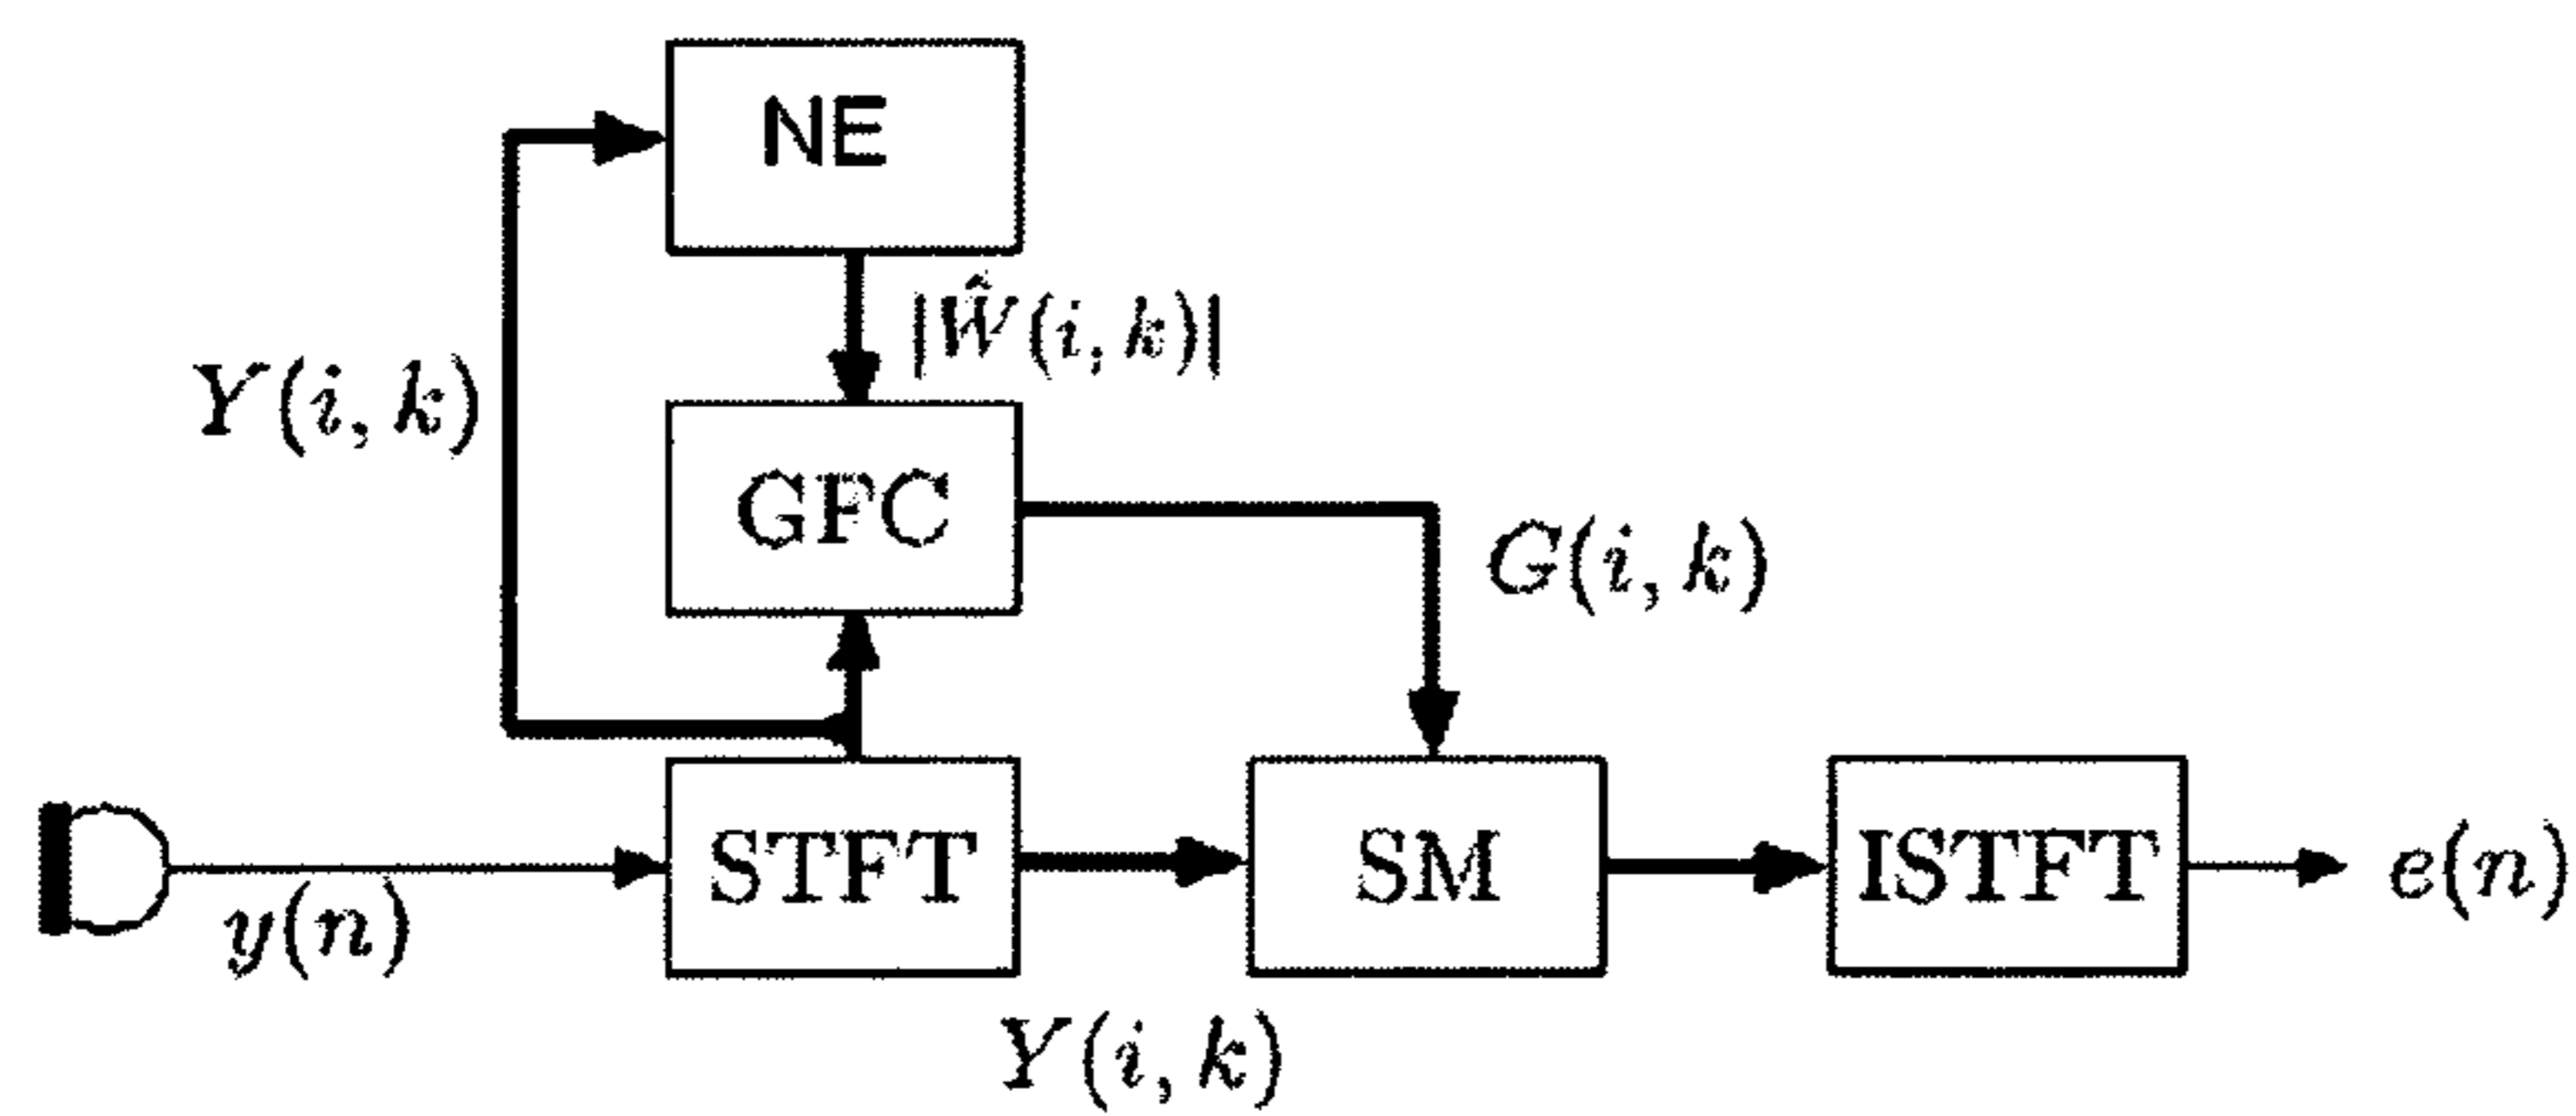 NE
|Ŵ(i, k)|
Y(i, k)
GFC
G(i, k)
STFT
SM
ISTFT
e(n)
y(n)
Y(i, k)